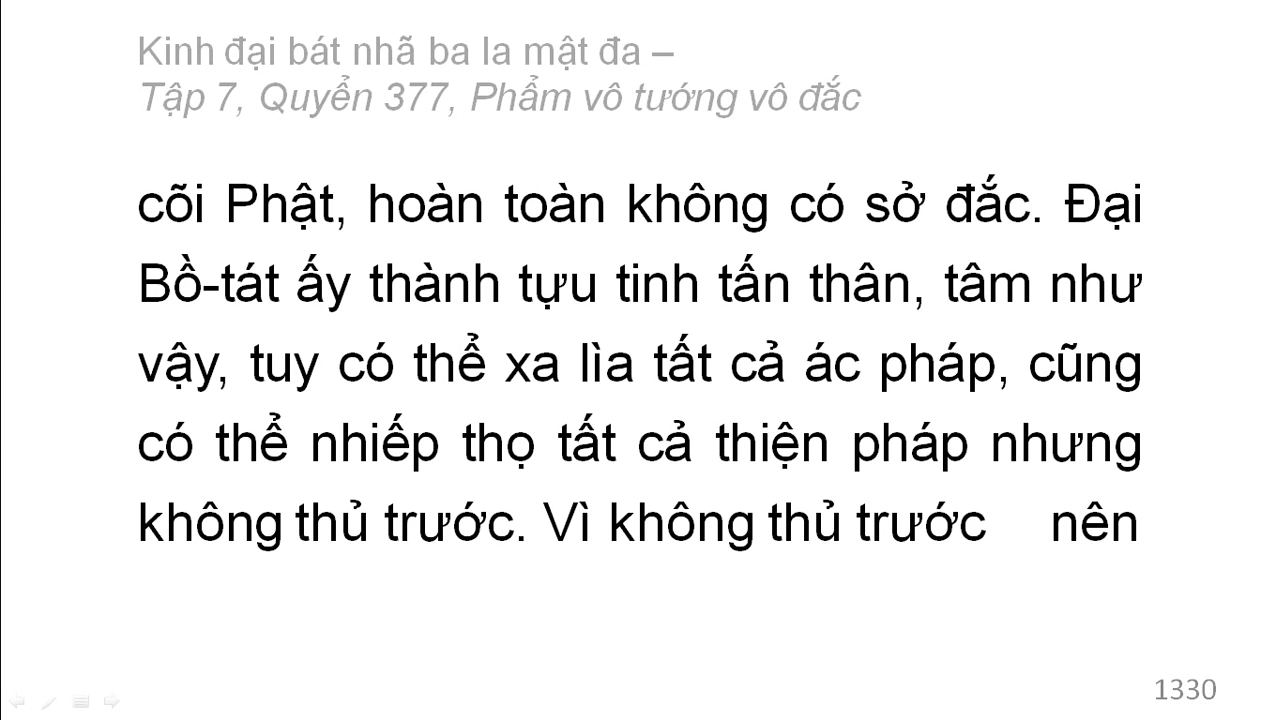 Kinh đại bát nhã ba la mật đa –
Tập 7, Quyển 377, Phẩm vô tướng vô đắc
cõi Phật, hoàn toàn không có sở đắc. Đại
Bồ-tát ấy thành tựu tinh tấn thân, tâm như
vậy, tuy có thể xa lìa tất cả ác pháp, cũng
có thể nhiếp thọ tất cả thiện pháp nhưng
không thủ trước. Vì không thủ trước nên
1330